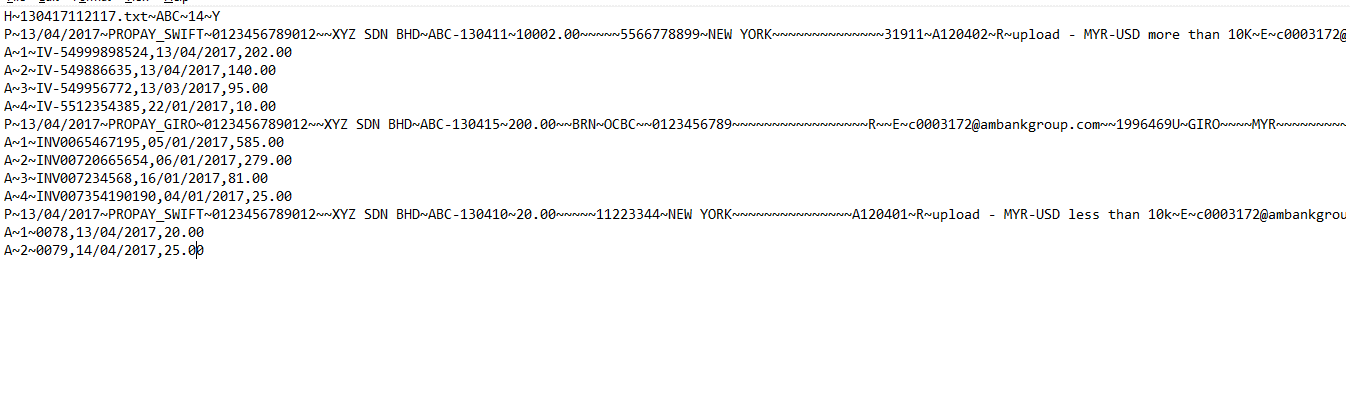 H~130417112117.txt~ABC~14~Y
P~13/04/2017~PROPAY_SWIFT~0123456789012~~XYZ SDN BHD~ABC-130411~10002.00~~~~~5566778899~NEW YORK~~~~~~~~~~~~~~31911~A120402~R~upload - MYR-USD more than 10K~E~c0003172@
A~1~IV-54999898524,13/04/2017,202.00
A~2~IV-549886635,13/04/2017,140.00
A~3~IV-549956772,13/03/2017,95.00
A~4~IV-5512354385,22/01/2017,10.00
P~13/04/2017~PROPAY_GIRO~0123456789012~~XYZ SDN BHD~ABC-130415~200.00~~BRN~OCBC~~0123456789~~~~~~~~~~~~~~~~~R~~E~c0003172@ambankgroup.com~~1996469U~GIRO~~~~MYR~~~~~~~~~
A~1~INV0065467195,05/01/2017,585.00
A~2~INV00720665654,06/01/2017,279.00
A~3~INV007234568,16/01/2017,81.00
A~4~INV007354190190,04/01/2017,25.00
P~13/04/2017~PROPAY_SWIFT~0123456789012~~XYZ SDN BHD~ABC-130410~20.00~~~~~11223344~NEW YORK~~~~~~~~~~~~~~~A120401~R~upload - MYR-USD less than 10k~E~c0003172@ambankgrou
A~1~0078,13/04/2017,20.00
A~2~0079,14/04/2017,25.00